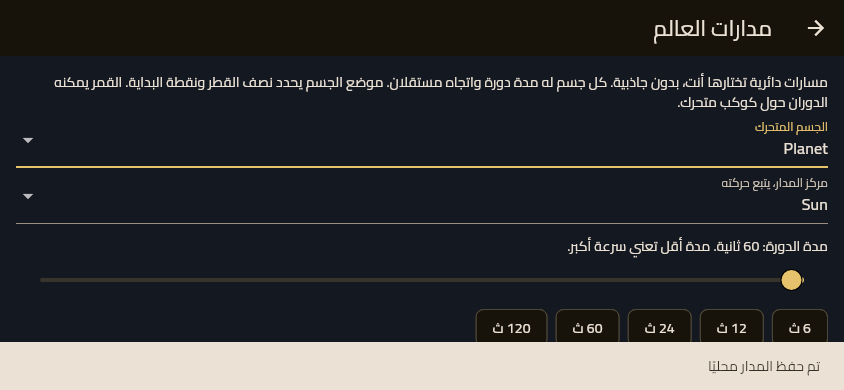 مدارات العالم
مسارات دائرية تختارها أنت، بدون جاذبية. كل جسم له مدة دورة واتجاه مستقلان. موضع الجسم يحدد نصف القطر ونقطة البداية. القمر يمكنه
الدوران حول كوكب متحرك.
الجسم المتحرك
Planet
مركز المدار، يتبع حركته
Sun
مدة الدورة: 60 ثانية. مدة أقل تعني سرعة أكبر.
6 ث 12 ث 24 ث 60 ث 120 ث
تم حفظ المدار محليًا